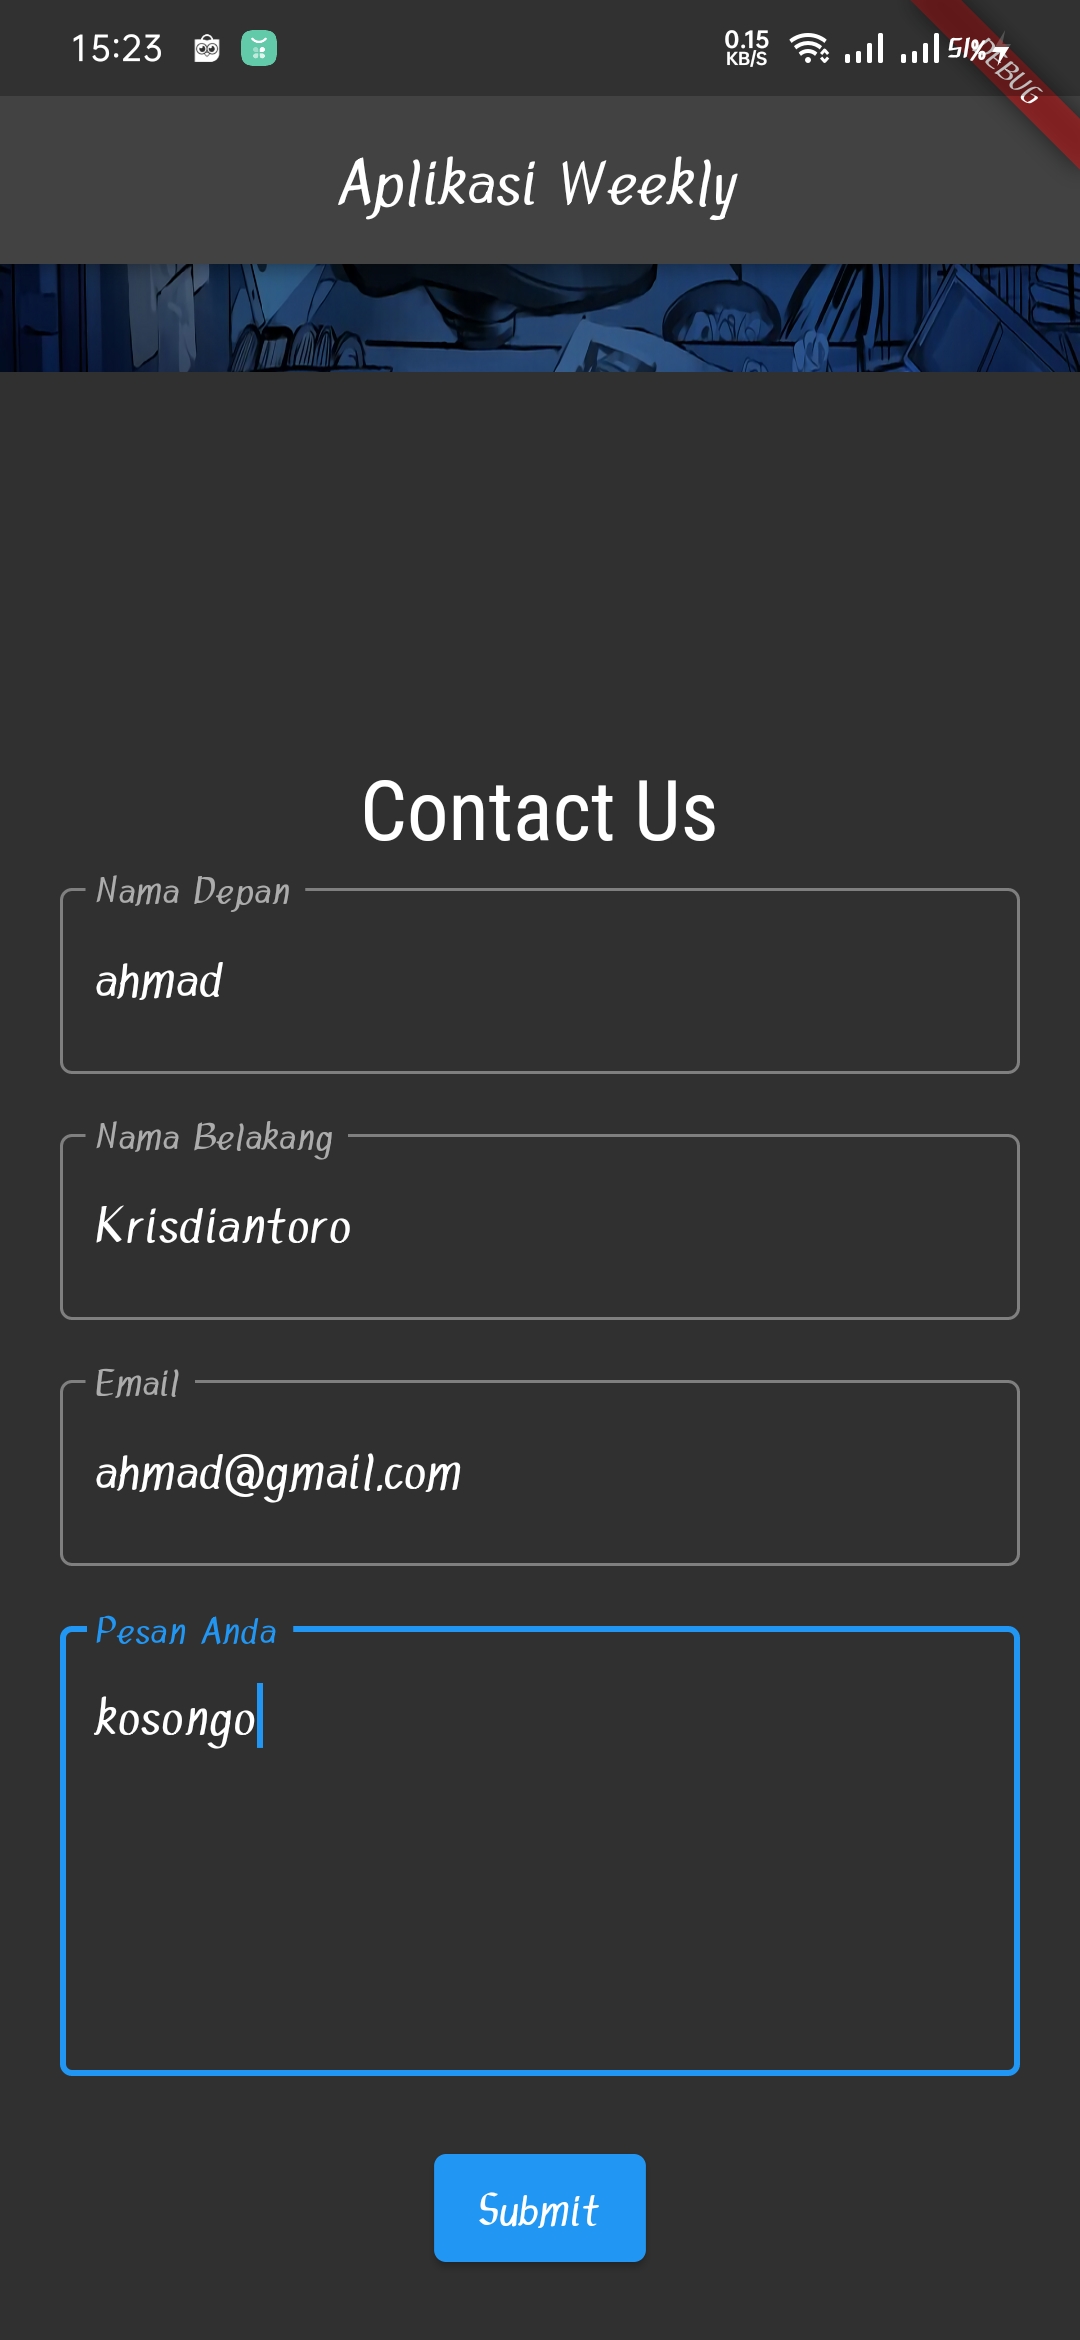 15:23
0.15
KB/S
51%
DEBUG
Aplikasi Weekly
Contact Us
Nama Depan
ahmad
Nama Belakang
Krisdiantoro
Email
ahmad@gmail.com
Pesan Anda
kosongo
Submit